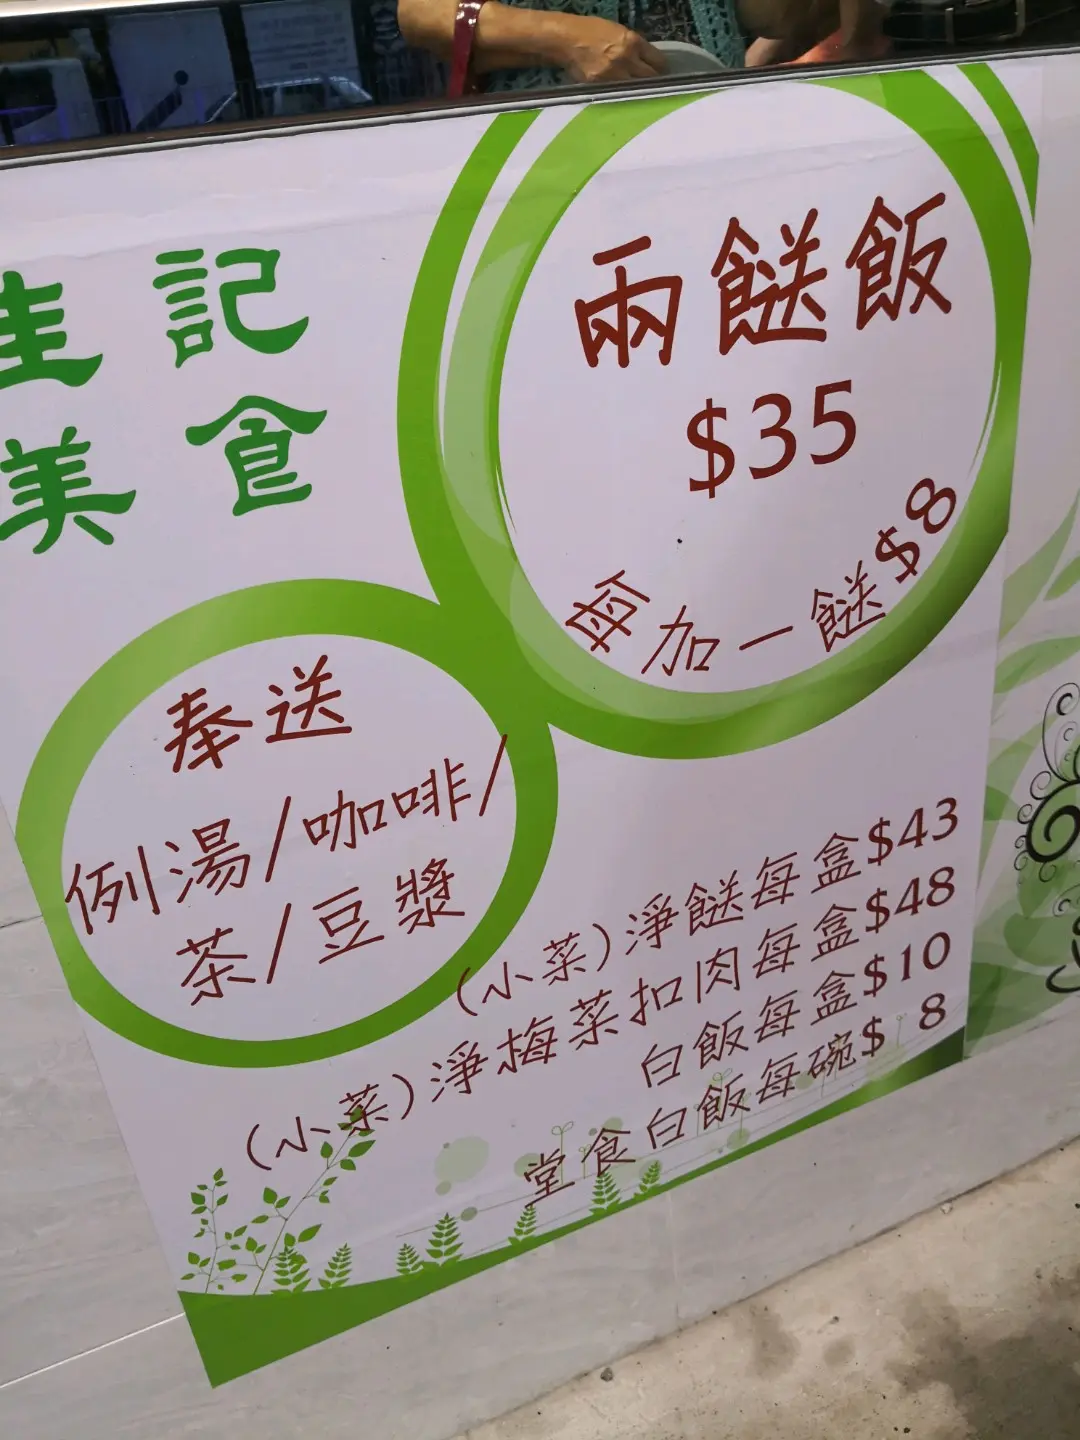 佳記
美食
兩餸飯
$35
每加一餸$8
奉送
例湯/咖啡/
茶/豆漿
(小菜)淨餸每盒$43
(小菜)淨梅菜扣肉每盒$48
白飯每盒$10
堂食白飯每碗$ 8